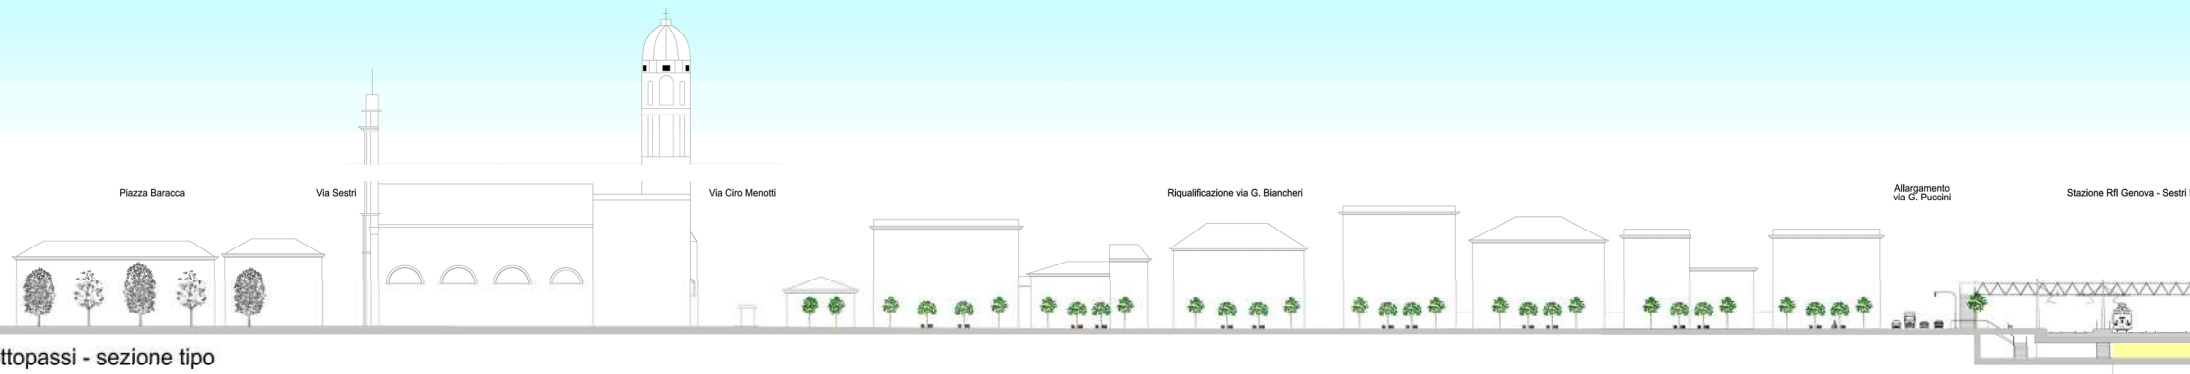 Piazza Baracca
Via Sestri
Via Ciro Menotti
Riqualificazione via G. Biancheri
Allargamento
via G. Puccini
Stazione Rfl Genova - Sestri
ttopassi - sezione tipo